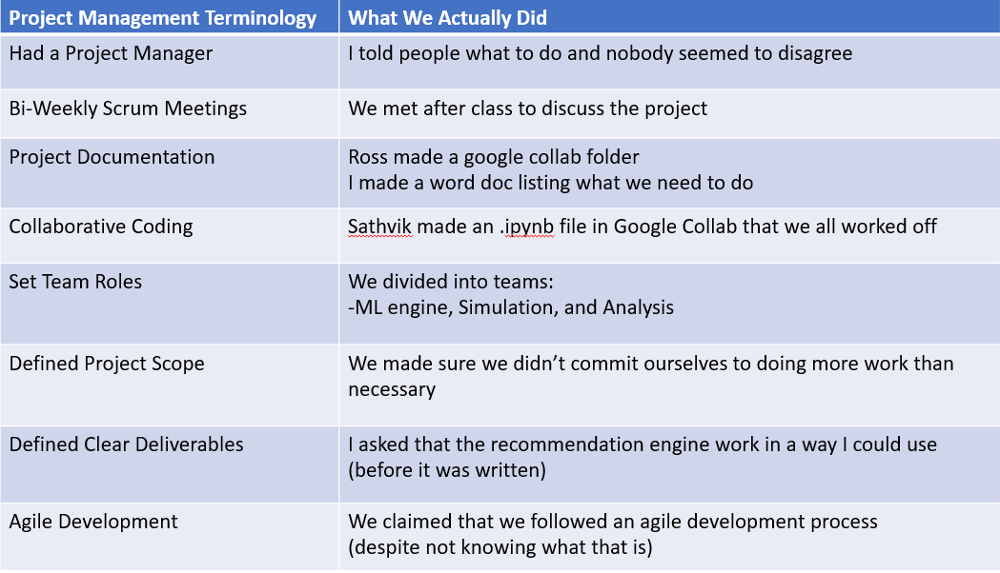 Project Management Terminology
What We Actually Did
Had a Project Manager
I told people what to do and nobody seemed to disagree
Bi-Weekly Scrum Meetings
We met after class to discuss the project
Project Documentation
Ross made a google collab folder
I made a word doc listing what we need to do
Collaborative Coding
Sathvik made an .ipynb file in Google Collab that we all worked off
Set Team Roles
We divided into teams:
-ML engine, Simulation, and Analysis
Defined Project Scope
We made sure we didn’t commit ourselves to doing more work than
necessary
Defined Clear Deliverables
I asked that the recommendation engine work in a way I could use
(before it was written)
Agile Development
We claimed that we followed an agile development process
(despite not knowing what that is)